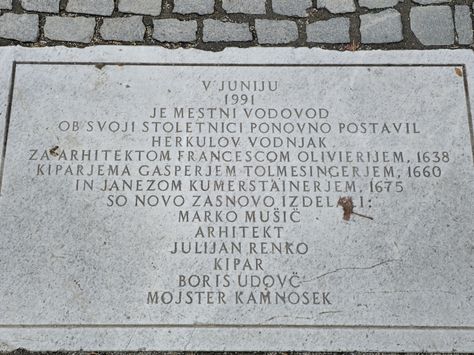 V JUNIJU
1991
JE MESTNI VODOVOD
OB SVOJI STOLETNICI PONOVNO POSTAVIL
HERKULOV VODNJAK.
ZA ARHITEKTOM FRANCESCOM OLIVIERIJEM, 1638
KIPARJEMA GASPERJEM TOLMESINGERJEM, 1660
IN JANEZOM KUMERSTAINERJEM, 1675
SO NOVO ZASNOVO IZDELALI:
MARKO MUŠIČ
ARHITEKT
JULIJAN RENKO
KIPAR
BORIS UDOVČ
MOJSTER KAMNOSEK